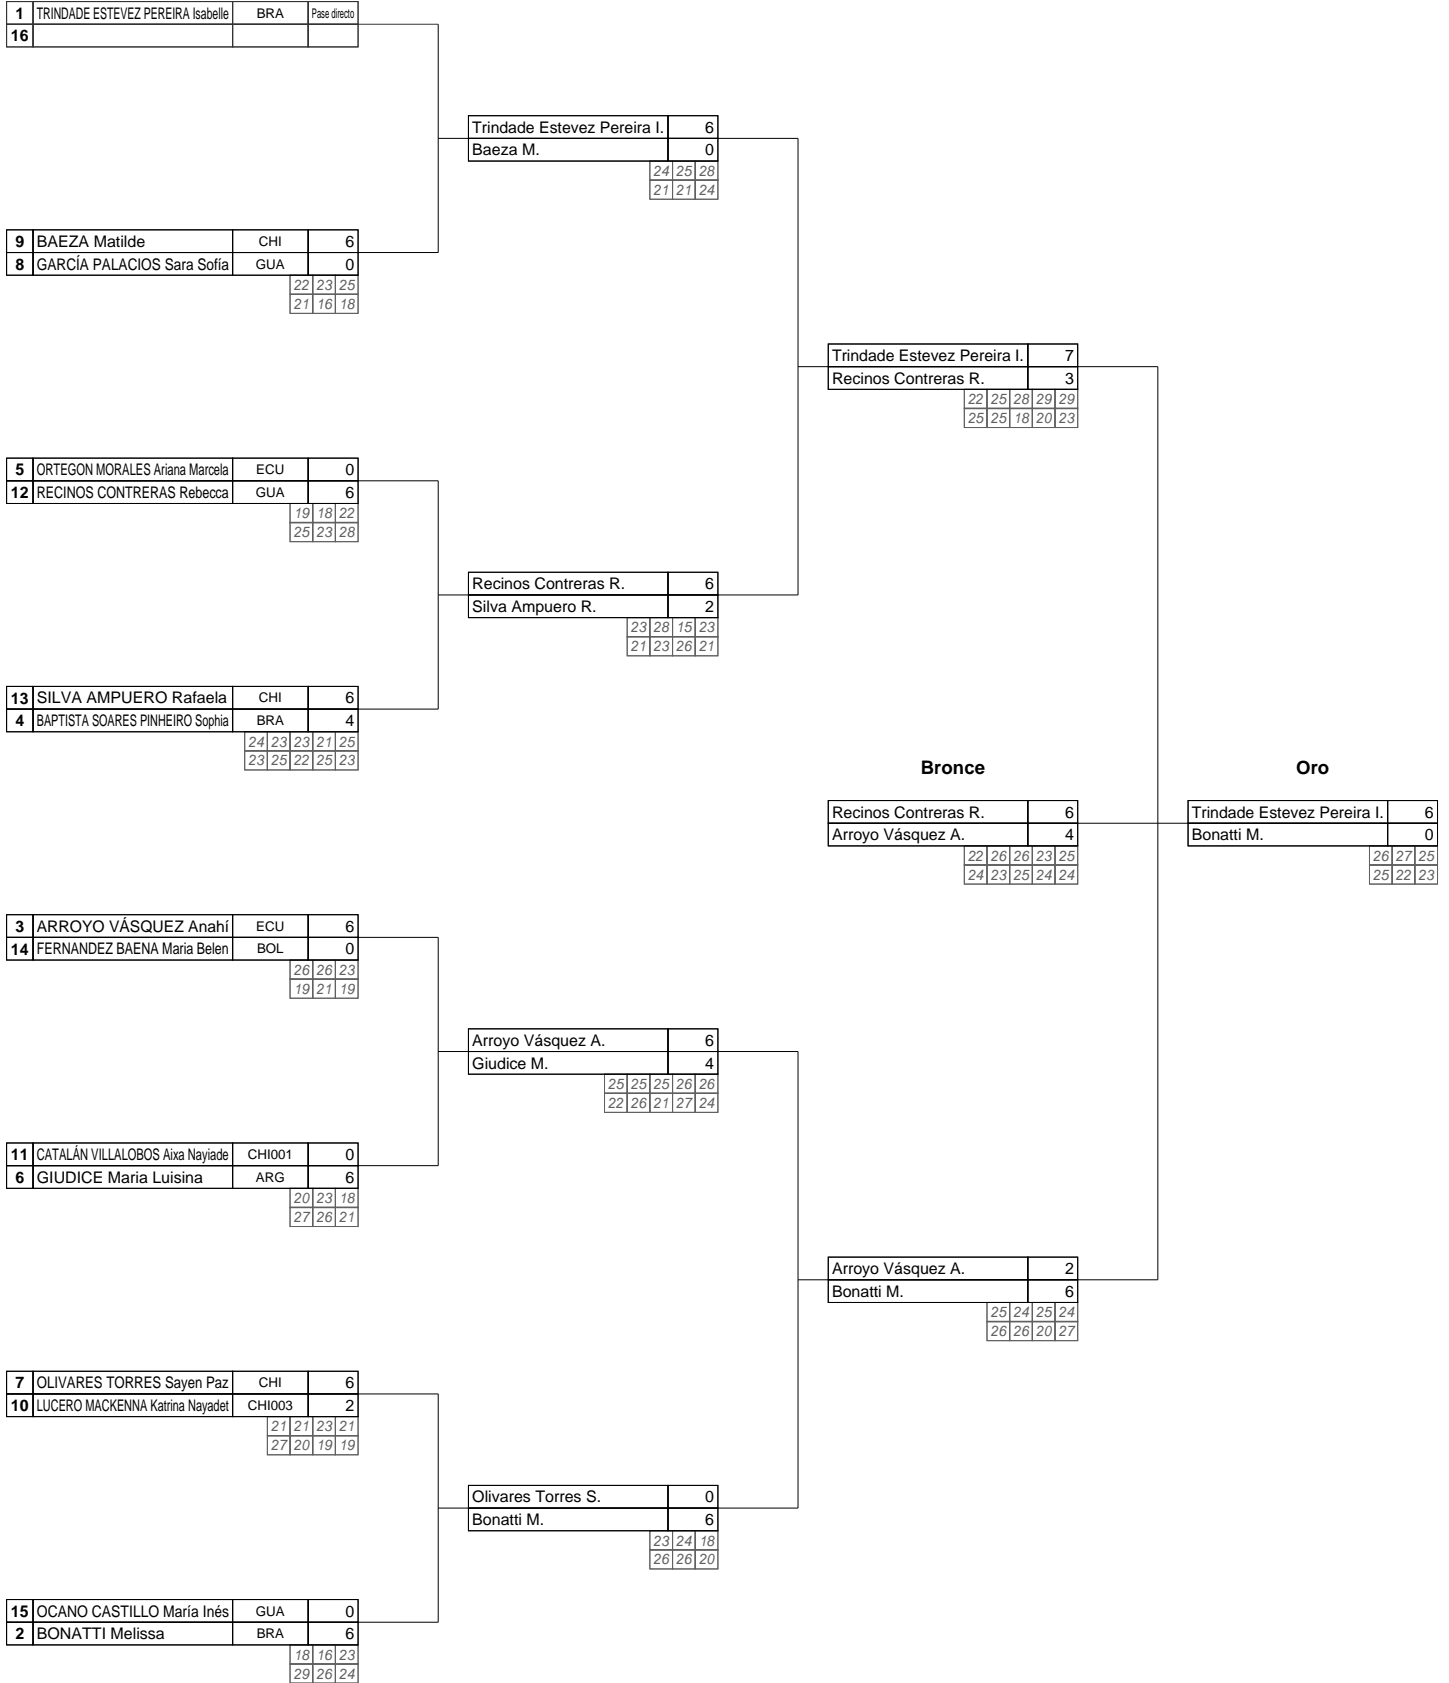 1 TRINDADE ESTEVEZ PEREIRA Isabelle BRA Pase directo
16
Trindade Estevez Pereira I. 6
Baeza M. 0
24 25 28
21 21 24
9 BAEZA Matilde CHI 6
8 GARCÍA PALACIOS Sara Sofía GUA 0
22 23 25
21 16 18
Trindade Estevez Pereira I. 7
Recinos Contreras R. 3
22 25 28 29 29
25 25 18 20 23
5 ORTEGON MORALES Ariana Marcela ECU 0
12 RECINOS CONTRERAS Rebecca GUA 6
19 18 22
25 23 28
Recinos Contreras R. 6
Silva Ampuero R. 2
23 28 15 23
21 23 26 21
13 SILVA AMPUERO Rafaela CHI 6
4 BAPTISTA SOARES PINHEIRO Sophia BRA 4
24 23 23 21 25
23 25 22 25 23
Bronce Oro
Recinos Contreras R. 6 Trindade Estevez Pereira I. 6
Arroyo Vásquez A. 4 Bonatti M. 0
22 26 26 23 25 26 27 25
24 23 25 24 24 25 22 23
3 ARROYO VÁSQUEZ Anahí ECU 6
14 FERNANDEZ BAENA Maria Belen BOL 0
26 26 23
19 21 19
Arroyo Vásquez A. 6
Giudice M. 4
25 25 25 26 26
22 26 21 27 24
11 CATALÁN VILLALOBOS Aixa Nayiade CHI001 0
6 GIUDICE Maria Luisina ARG 6
20 23 18
27 26 21
Arroyo Vásquez A. 2
Bonatti M. 6
25 24 25 24
26 26 20 27
7 OLIVARES TORRES Sayen Paz CHI 6
10 LUCERO MACKENNA Katrina Nayadet CHI003 2
21 21 23 21
27 20 19 19
Olivares Torres S. 0
Bonatti M. 6
23 24 18
26 26 20
15 OCANO CASTILLO María Inés GUA 0
2 BONATTI Melissa BRA 6
18 16 23
29 26 24